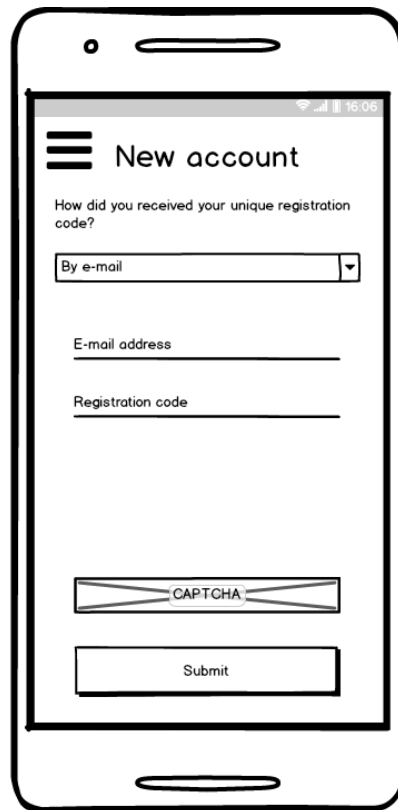 16:06
New account
How did you received your unique registration
code?
By e-mail
E-mail address
Registration code
CAPTCHA
Submit